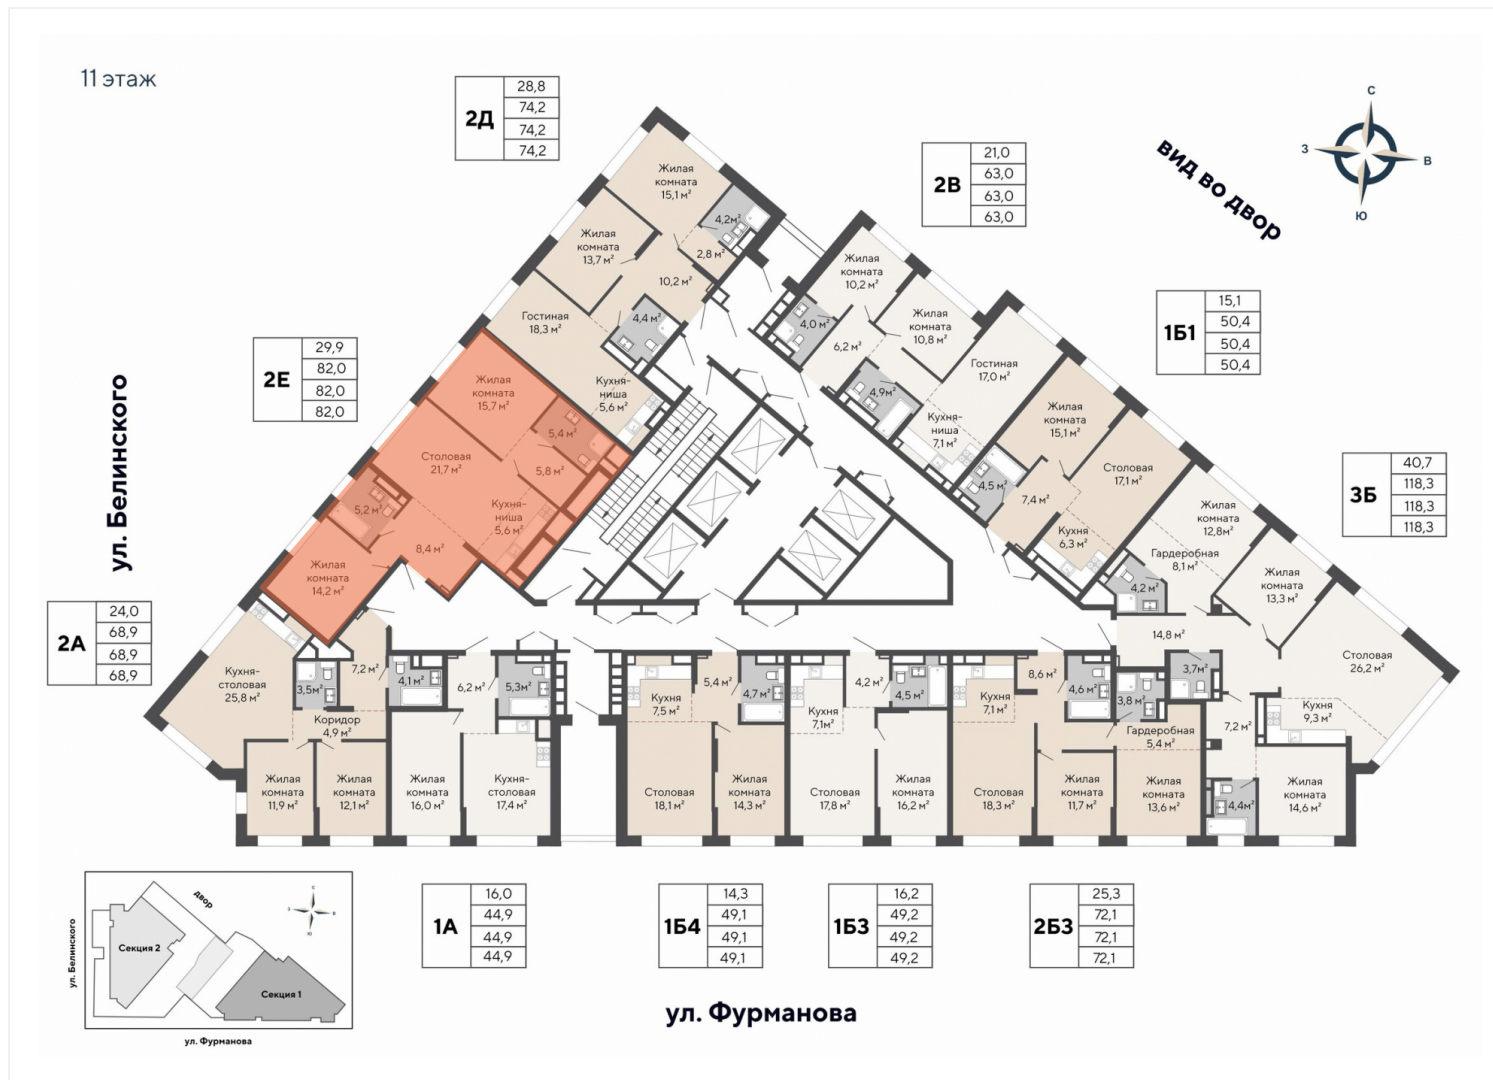 11 этаж
2Д
28,8
74,2
74,2
74,2
2В
21,0
63,0
63,0
63,0
вид во двор
С
З
В
Ю
1Б1
15,1
50,4
50,4
50,4
2Е
29,9
82,0
82,0
82,0
3Б
40,7
118,3
118,3
118,3
ул. Белинского
2А
24,0
68,9
68,9
68,9
Жилая
комната
15,1 м²
4,2м²
2,8 м²
Жилая
комната
13,7 м²
10,2 м²
Гостиная
18,3 м²
4,4 м²
Кухня-
ниша
5,6 м²
Жилая
комната
15,7 м²
5,4 м²
5,8 м²
Столовая
21,7 м²
Кухня-
ниша
5,6 м²
5,2 м²
8,4 м²
Жилая
комната
14,2 м²
Жилая
комната
10,2 м²
4,0 м²
6,2 м²
Жилая
комната
10,8 м²
4,9м²
Гостиная
17,0 м²
Кухня-
ниша
7,1 м²
Жилая
комната
15,1 м²
4,5 м²
7,4 м²
Столовая
17,1 м²
Кухня
6,3 м²
Жилая
комната
12,8м²
Гардеробная
8,1 м²
4,2 м²
Жилая
комната
13,3 м²
14,8 м²
3,7м²
Столовая
26,2 м²
Кухня
9,3 м²
7,2 м²
4,4м²
Жилая
комната
14,6 м²
Кухня-
столовая
25,8 м²
3,5м²
7,2 м²
Коридор
4,9 м²
Жилая
комната
11,9 м²
Жилая
комната
12,1 м²
4,1 м²
6,2 м²
5,3м²
Жилая
комната
16,0 м²
Кухня-
столовая
17,4 м²
Кухня
7,5 м²
5,4 м²
4,7 м²
Столовая
18,1 м²
Жилая
комната
14,3 м²
Кухня
7,1м²
4,2 м²
4,5 м²
Столовая
17,8 м²
Жилая
комната
16,2 м²
Кухня
7,1 м²
8,6 м²
4,6 м²
3,8 м²
Столовая
18,3 м²
Жилая
комната
11,7 м²
Гардеробная
5,4 м²
Жилая
комната
13,6 м²
1А
16,0
44,9
44,9
44,9
1Б4
14,3
49,1
49,1
49,1
1Б3
16,2
49,2
49,2
49,2
2Б3
25,3
72,1
72,1
72,1
ул. Фурманова
двор
С
З
В
Ю
ул. Белинского
Секция 2
Секция 1
ул. Фурманова